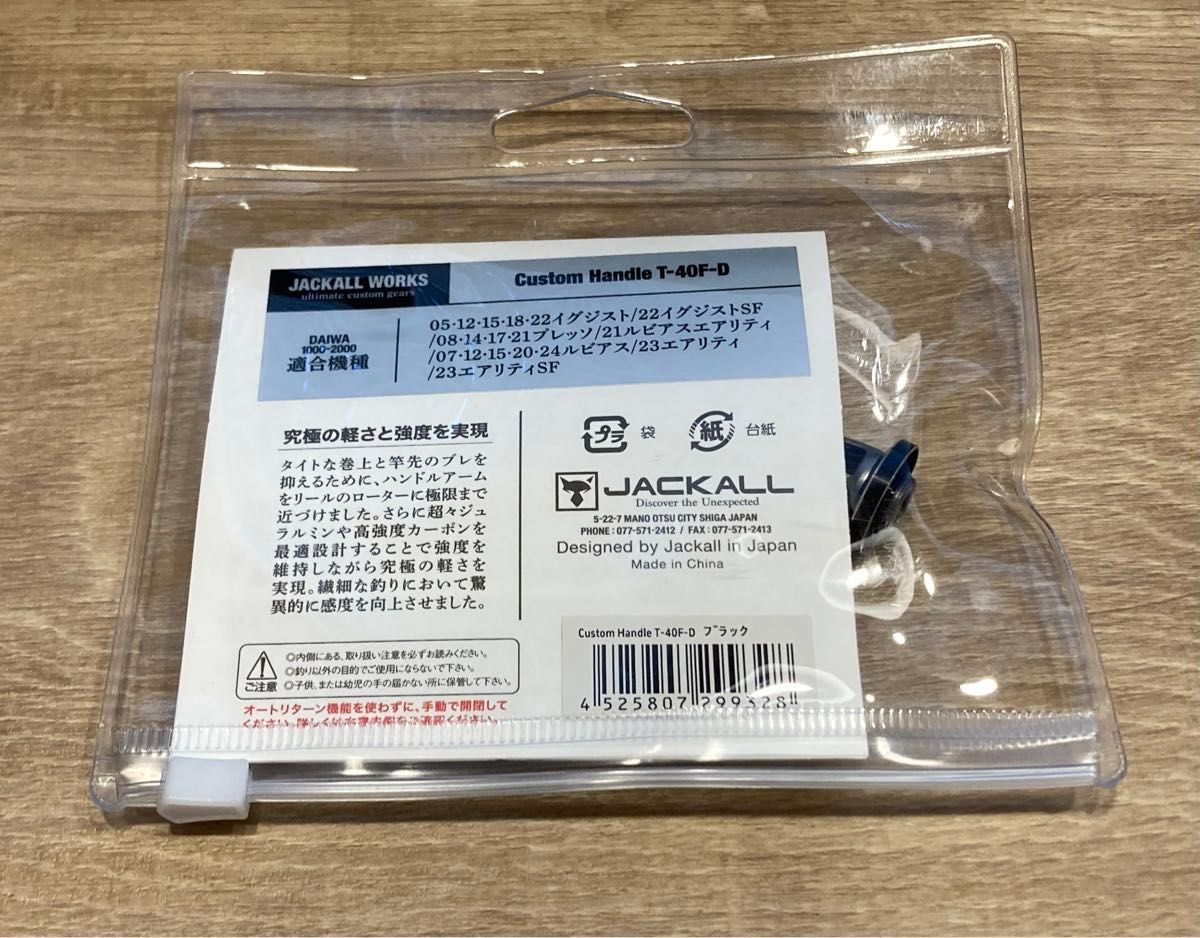 JACKALL WORKS
ultimate custom gears
Custom Handle T-40F-D
DAIWA
1000-2000
適合機種
05・12・15・18・22イグジスト/22イグジストSF
/08・14・17・21プレッソ/21ルビアスエアリティ
/07・12・15・20・24ルビアス/23エアリティ
/23エアリティSF
究極の軽さと強度を実現
タイトな巻上と竿先のブレを
抑えるために、ハンドルアーム
をリールのローターに極限まで
近づけました。さらに超々ジュ
ラルミンや高強度カーボンを
最適設計することで強度を
維持しながら究極の軽さを
実現。繊細な釣りにおいて驚
異的に感度を向上させました。
ご注意
◎内側にある、取り扱い注意を必ずお読みください。
◎釣り以外の目的でご使用にならないで下さい。
◎子供、または幼児の手の届かない所に保管して下さい。
オートリターン機能を使わずに、手動で開閉して
ください。詳しくは
プラ 袋
紙 台紙
JACKALL
Discover the Unexpected
5-22-7 MANO OTSU CITY SHIGA JAPAN
PHONE : 077-571-2412 / FAX : 077-571-2413
Designed by Jackall in Japan
Made in China
Custom Handle T-40F-D ブラック
4 525807 299328